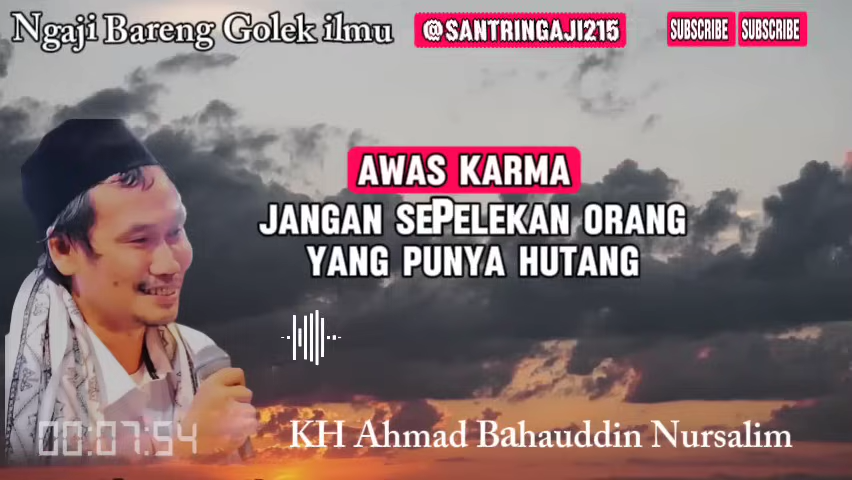 Ngaji Bareng Golek ilmu
@SANTRINGAJI215
SUBSCRIBE SUBSCRIBE
AWAS KARMA
JANGAN SEPELEKAN ORANG
YANG PUNYA HUTANG
00:07:54
KH Ahmad Bahauddin Nursalim